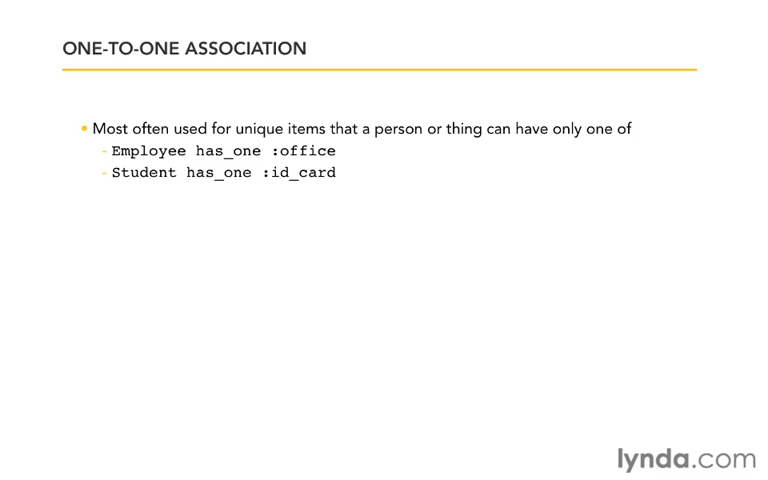 ONE-TO-ONE ASSOCIATION
• Most often used for unique items that a person or thing can have only one of
- Employee has_one :office
- Student has_one :id_card
lynda.com